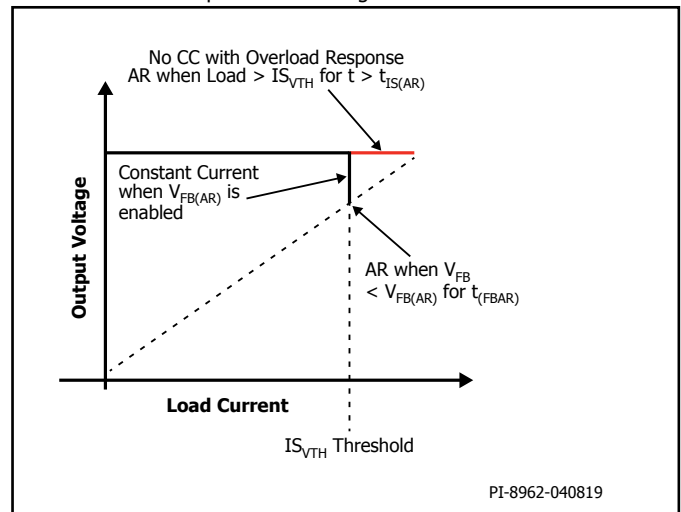 No CC with Overload Response
AR when Load > IS_VTH for t > t_IS(AR)
Constant Current
when V_FB(AR) is
enabled
Output Voltage
AR when V_FB
< V_FB(AR) for t_(FBAR)
Load Current
IS_VTH Threshold
PI-8962-040819